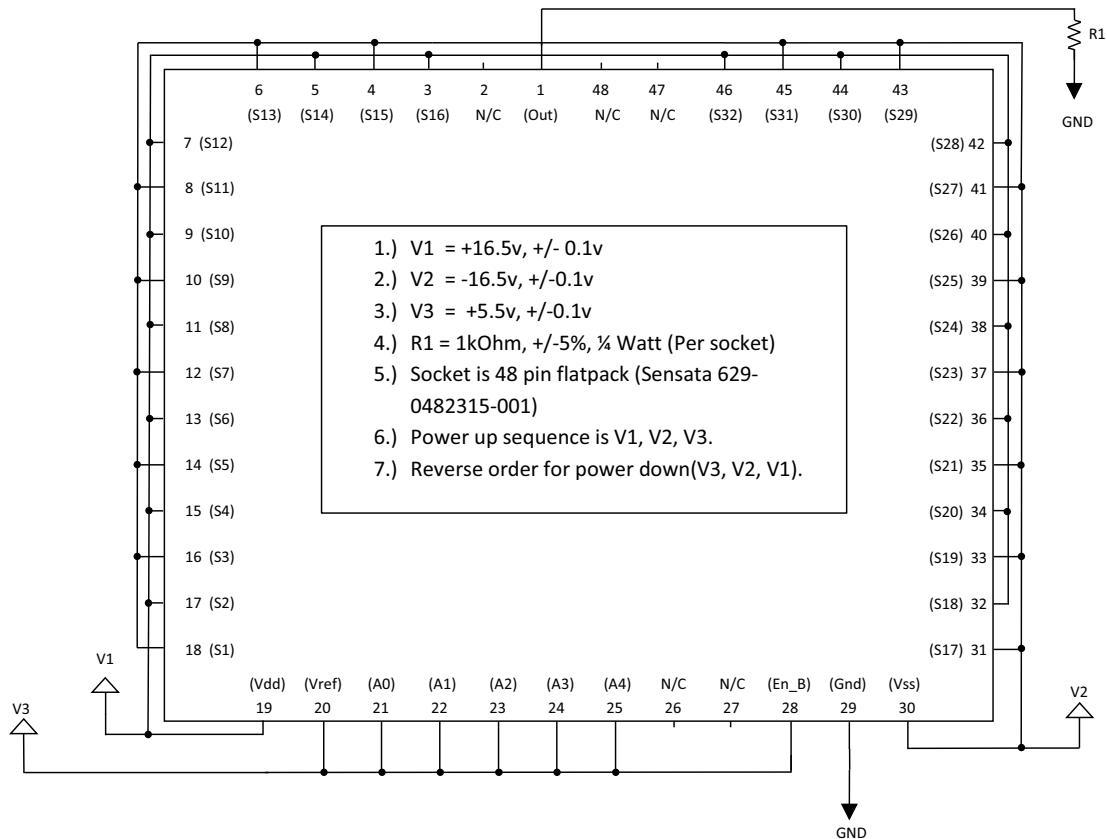 R1
GND
6 5 4 3 2 1 48 47 46 45 44 43
(S13) (S14) (S15) (S16) N/C (Out) N/C N/C (S32) (S31) (S30) (S29)
7 (S12)
(S28) 42
8 (S11)
(S27) 41
9 (S10)
(S26) 40
10 (S9)
(S25) 39
11 (S8)
(S24) 38
12 (S7)
(S23) 37
13 (S6)
(S22) 36
14 (S5)
(S21) 35
15 (S4)
(S20) 34
16 (S3)
(S19) 33
17 (S2)
(S18) 32
18 (S1)
(S17) 31
1.) V1 = +16.5v, +/- 0.1v
2.) V2 = -16.5v, +/-0.1v
3.) V3 = +5.5v, +/-0.1v
4.) R1 = 1kOhm, +/-5%, ¼ Watt (Per socket)
5.) Socket is 48 pin flatpack (Sensata 629-
0482315-001)
6.) Power up sequence is V1, V2, V3.
7.) Reverse order for power down(V3, V2, V1).
V1
(Vdd) (Vref) (A0) (A1) (A2) (A3) (A4) N/C N/C (En_B) (Gnd) (Vss)
19 20 21 22 23 24 25 26 27 28 29 30
V2
V3
GND